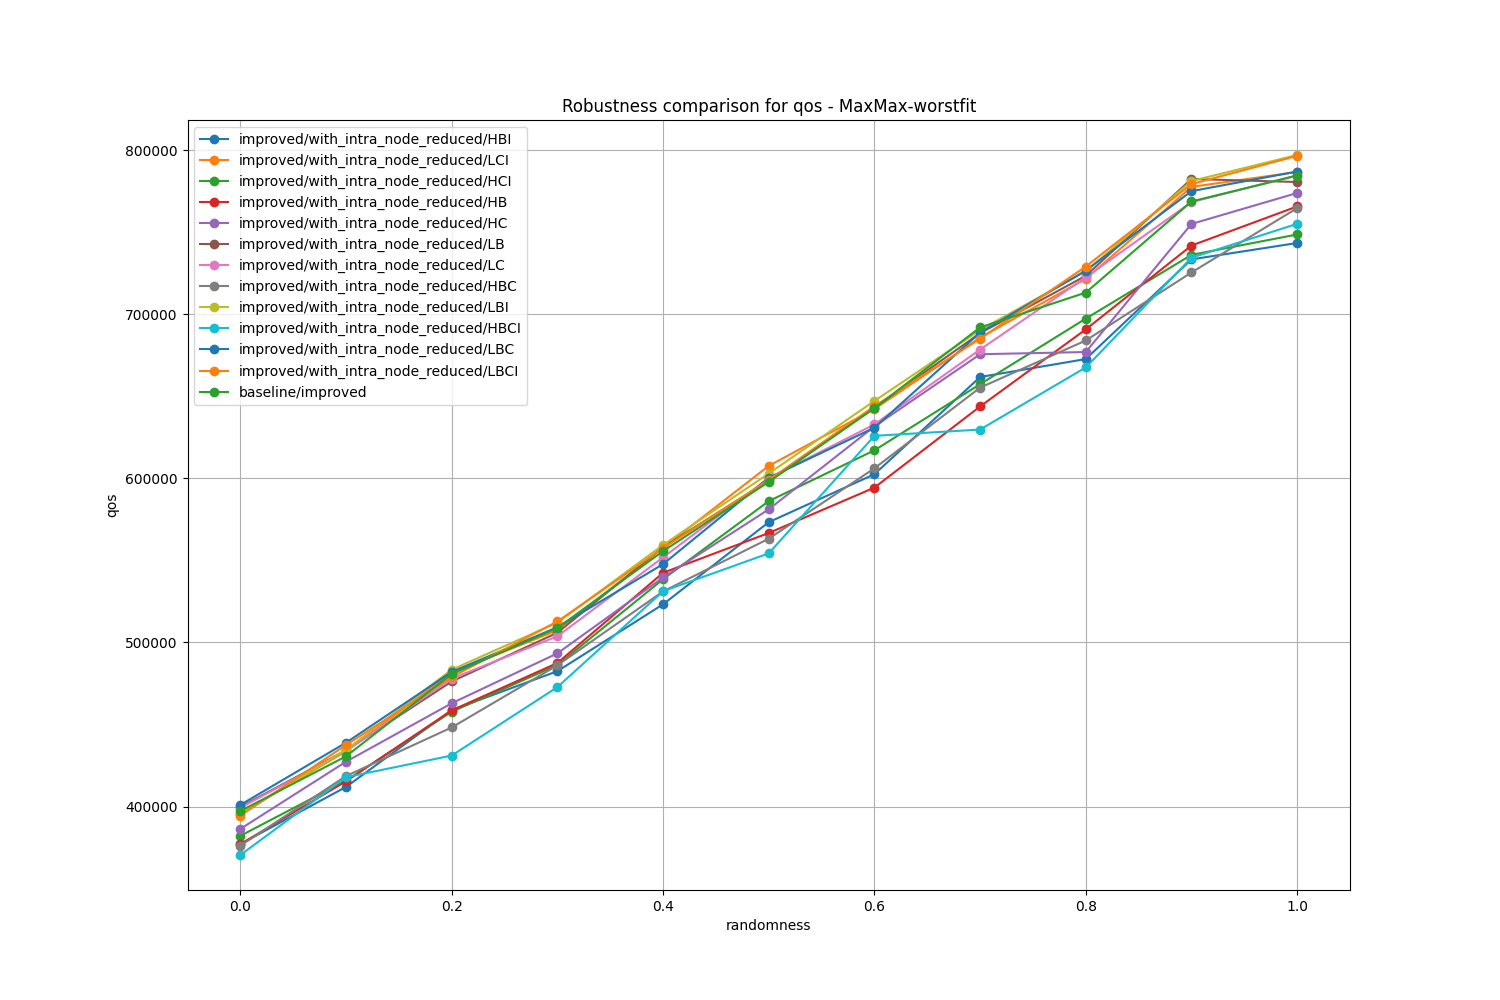 Robustness comparison for qos - MaxMax-worstfit
improved/with_intra_node_reduced/HBI
improved/with_intra_node_reduced/LCI
improved/with_intra_node_reduced/HCI
improved/with_intra_node_reduced/HB
improved/with_intra_node_reduced/HC
improved/with_intra_node_reduced/LB
improved/with_intra_node_reduced/LC
improved/with_intra_node_reduced/HBC
improved/with_intra_node_reduced/LBI
improved/with_intra_node_reduced/HBCI
improved/with_intra_node_reduced/LBC
improved/with_intra_node_reduced/LBCI
baseline/improved
800000
700000
600000
500000
400000
qos
0.0 0.2 0.4 0.6 0.8 1.0
randomness